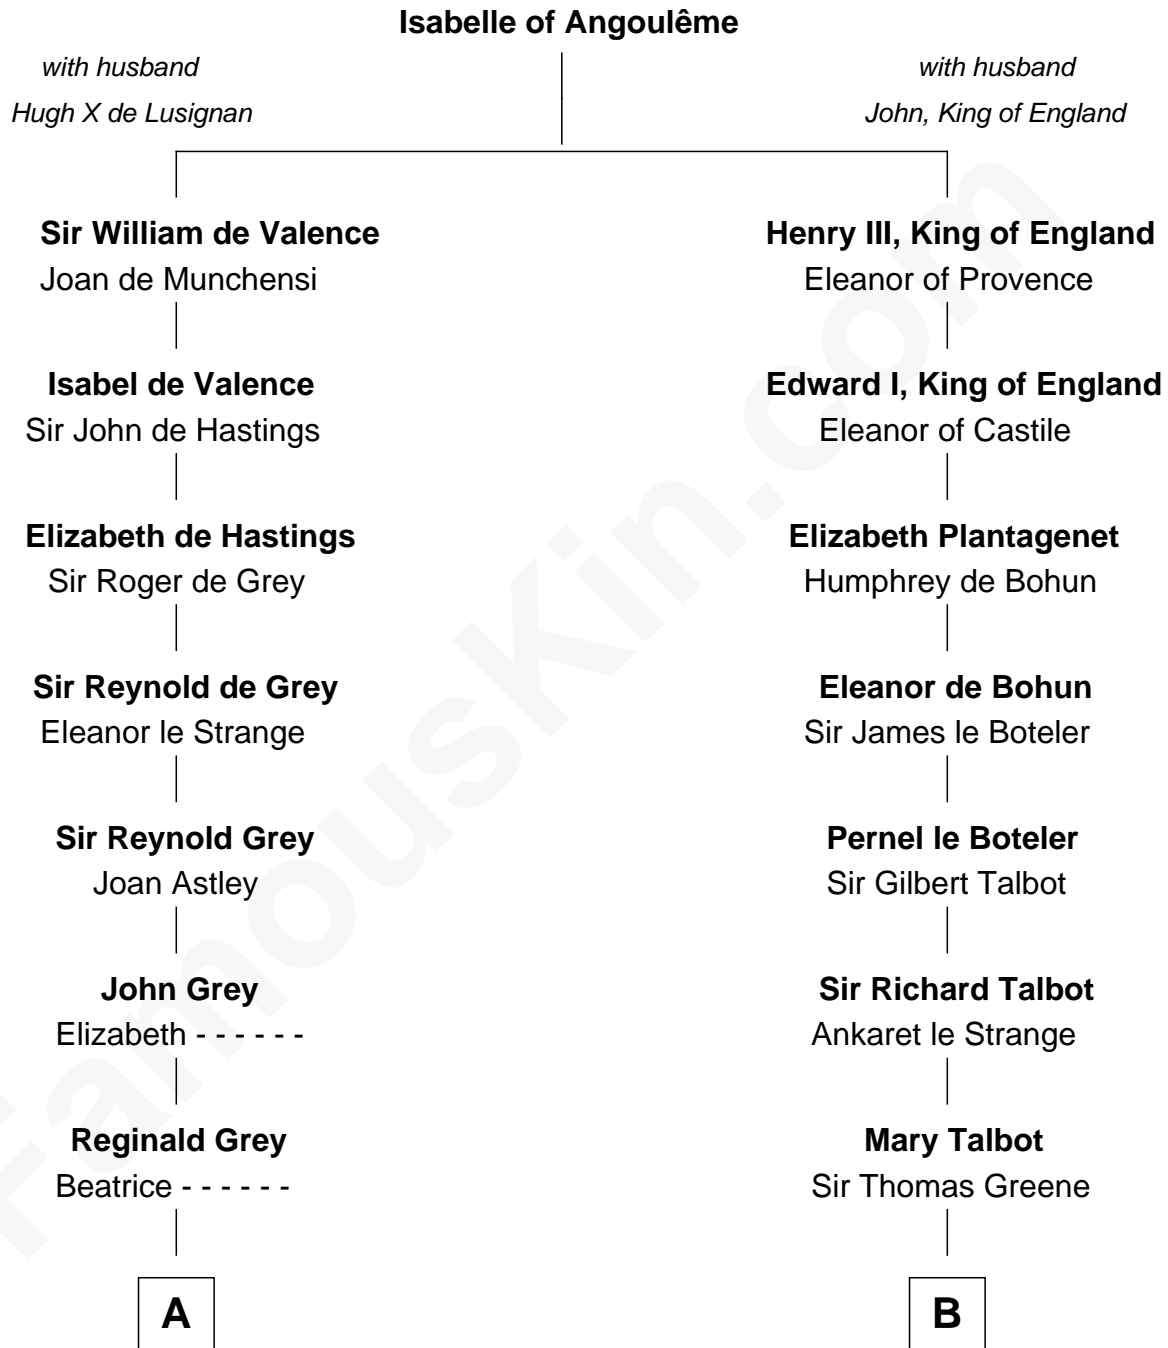 Isabelle of Angoulême
with husband
Hugh X de Lusignan
with husband
John, King of England
Sir William de Valence
Joan de Munchensi
Henry III, King of England
Eleanor of Provence
Isabel de Valence
Sir John de Hastings
Edward I, King of England
Eleanor of Castile
Elizabeth de Hastings
Sir Roger de Grey
Elizabeth Plantagenet
Humphrey de Bohun
Sir Reynold de Grey
Eleanor le Strange
Eleanor de Bohun
Sir James le Boteler
Sir Reynold Grey
Joan Astley
Pernel le Boteler
Sir Gilbert Talbot
John Grey
Elizabeth - - - - - -
Sir Richard Talbot
Ankaret le Strange
Reginald Grey
Beatrice - - - - - -
Mary Talbot
Sir Thomas Greene
A
B
FamousKin.com